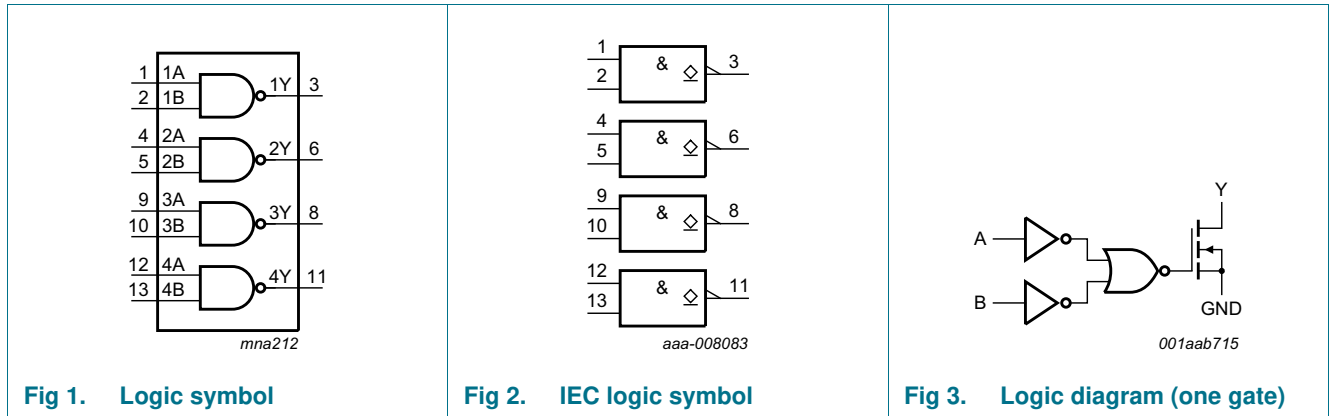 1 1A 1Y 3
2 1B
4 2A 2Y 6
5 2B
9 3A 3Y 8
10 3B
12 4A 4Y 11
13 4B
mna212
Fig 1. Logic symbol
1 & 3
2
4 & 6
5
9 & 8
10
12 & 11
13
aaa-008083
Fig 2. IEC logic symbol
Y
A
B
GND
001aab715
Fig 3. Logic diagram (one gate)